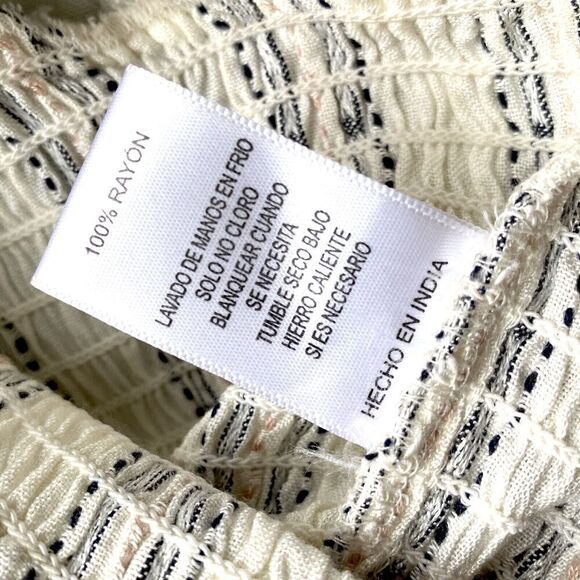 100% RAYÓN
LAVADO DE MANOS EN FRIO
SOLO NO CLORO
BLANQUEAR CUANDO
SE NECESITA
TUMBLE SECO BAJO
HIERRO CALIENTE
SI ES NECESARIO
HECHO EN INDIA